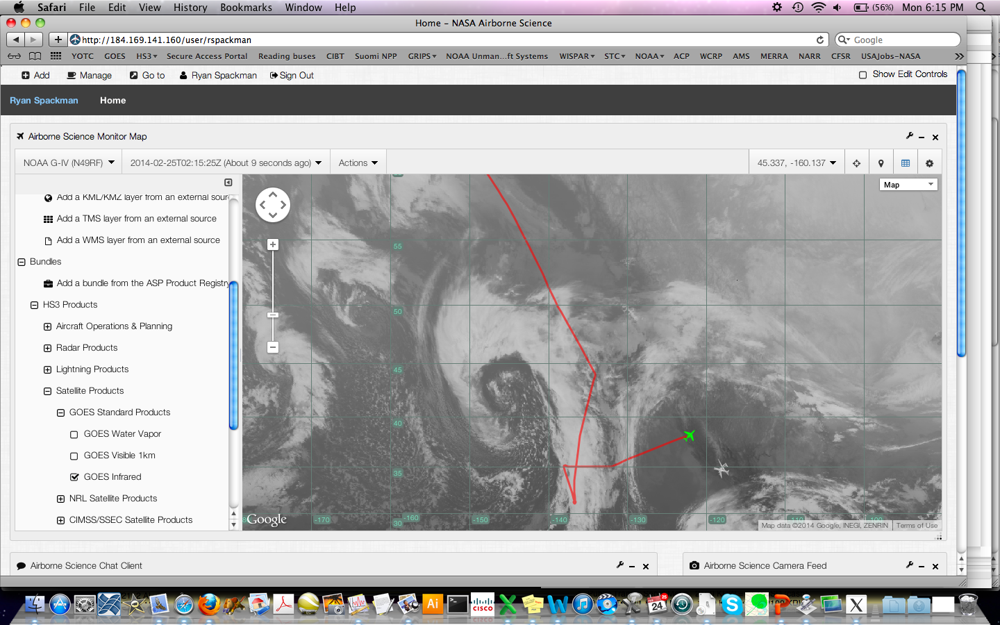 Safari File Edit View History Bookmarks Window Help (56%) Mon 6:15 PM
Home – NASA Airborne Science
http://184.169.141.160/user/rspackman Google
YOTC GOES HS3 Secure Access Portal Reading buses CIBT Suomi NPP GRIPS NOAA Unman...ft Systems WISPAR STC NOAA ACP WCRP AMS MERRA NARR CFSR USAJobs-NASA
Add Manage Go to Ryan Spackman Sign Out Show Edit Controls
Ryan Spackman Home
Airborne Science Monitor Map
NOAA G-IV (N49RF) 2014-02-25T02:15:25Z (About 9 seconds ago) Actions 45.337, -160.137
Map
Add a KML/KMZ layer from an external sour
Add a TMS layer from an external source
Add a WMS layer from an external source
Bundles
Add a bundle from the ASP Product Registry
HS3 Products
Aircraft Operations & Planning
Radar Products
Lightning Products
Satellite Products
GOES Standard Products
GOES Water Vapor
GOES Visible 1km
GOES Infrared
NRL Satellite Products
CIMSS/SSEC Satellite Products
55
50
45
40
35
30
-170 -160 -150 -140 -130 -120 -110 -100
Google
Map data ©2014 Google, INEGI, ZENRIN Terms of Use
Airborne Science Chat Client Airborne Science Camera Feed
Ai
CISCO
25
24